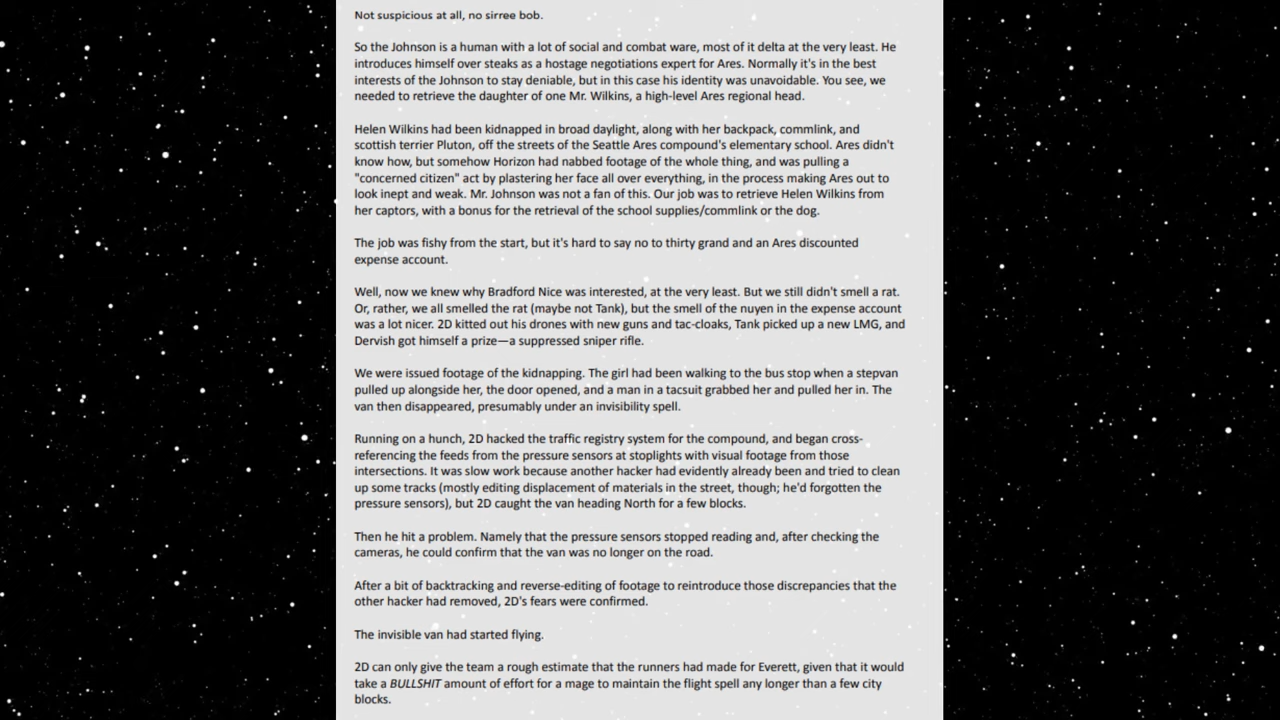 Not suspicious at all, no sirree bob.
So the Johnson is a human with a lot of social and combat ware, most of it delta at the very least. He
introduces himself over steaks as a hostage negotiations expert for Ares. Normally it's in the best
interests of the Johnson to stay deniable, but in this case his identity was unavoidable. You see, we
needed to retrieve the daughter of one Mr. Wilkins, a high-level Ares regional head.
Helen Wilkins had been kidnapped in broad daylight, along with her backpack, commlink, and
scottish terrier Pluton, off the streets of the Seattle Ares compound's elementary school. Ares didn't
know how, but somehow Horizon had nabbed footage of the whole thing, and was pulling a
"concerned citizen" act by plastering her face all over everything, in the process making Ares out to
look inept and weak. Mr. Johnson was not a fan of this. Our job was to retrieve Helen Wilkins from
her captors, with a bonus for the retrieval of the school supplies/commlink or the dog.
The job was fishy from the start, but it's hard to say no to thirty grand and an Ares discounted
expense account.
Well, now we knew why Bradford Nice was interested, at the very least. But we still didn't smell a rat.
Or, rather, we all smelled the rat (maybe not Tank), but the smell of the nuyen in the expense account
was a lot nicer. 2D kitted out his drones with new guns and tac-cloaks, Tank picked up a new LMG, and
Dervish got himself a prize—a suppressed sniper rifle.
We were issued footage of the kidnapping. The girl had been walking to the bus stop when a stepvan
pulled up alongside her, the door opened, and a man in a tacsuit grabbed her and pulled her in. The
van then disappeared, presumably under an invisibility spell.
Running on a hunch, 2D hacked the traffic registry system for the compound, and began cross-
referencing the feeds from the pressure sensors at stoplights with visual footage from those
intersections. It was slow work because another hacker had evidently already been and tried to clean
up some tracks (mostly editing displacement of materials in the street, though; he'd forgotten the
pressure sensors), but 2D caught the van heading North for a few blocks.
Then he hit a problem. Namely that the pressure sensors stopped reading and, after checking the
cameras, he could confirm that the van was no longer on the road.
After a bit of backtracking and reverse-editing of footage to reintroduce those discrepancies that the
other hacker had removed, 2D's fears were confirmed.
The invisible van had started flying.
2D can only give the team a rough estimate that the runners had made for Everett, given that it would
take a BULLSHIT amount of effort for a mage to maintain the flight spell any longer than a few city
blocks.